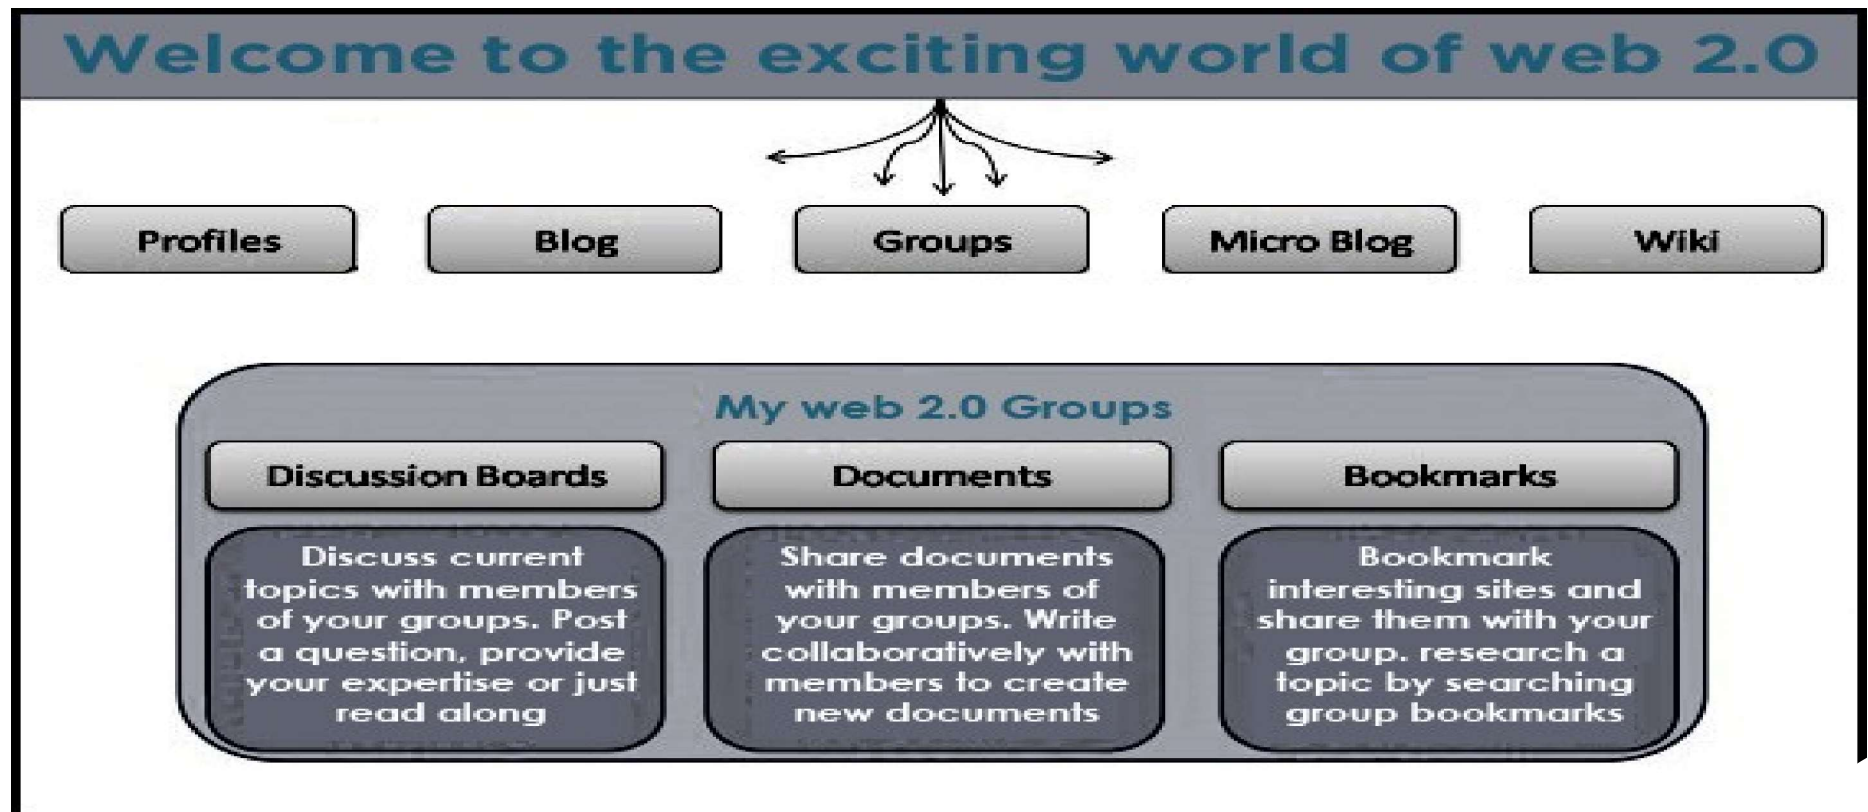 Welcome to the exciting world of web 2.0
Profiles
Blog
Groups
Micro Blog
Wiki
My web 2.0 Groups
Discussion Boards
Discuss current
topics with members
of your groups. Post
a question, provide
your expertise or just
read along
Documents
Share documents
with members of
your groups. Write
collaboratively with
members to create
new documents
Bookmarks
Bookmark
interesting sites and
share them with your
group. research a
topic by searching
group bookmarks